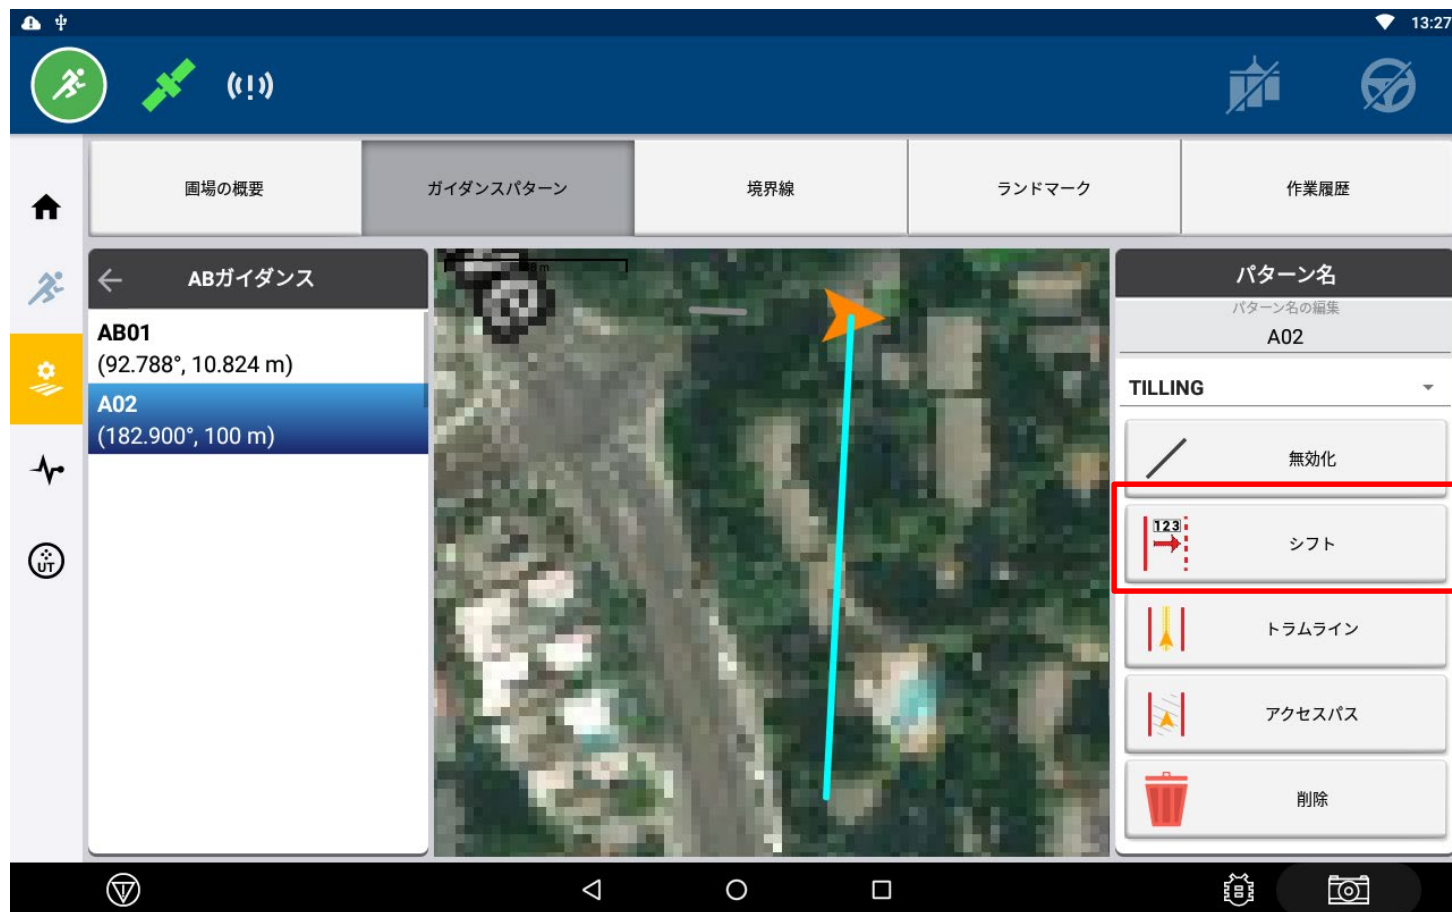 13:27
圃場の概要
ガイダンスパターン
境界線
ランドマーク
作業履歴
ABガイダンス
AB01
(92.788°, 10.824 m)
A02
(182.900°, 100 m)
パターン名
パターン名の編集
A02
TILLING
無効化
123
シフト
トラムライン
アクセスパス
削除
UT